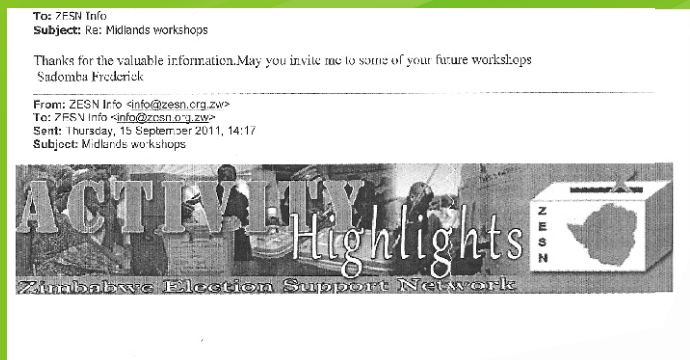 To: ZESN Info
Subject: Re: Midlands workshops
Thanks for the valuable information.May you invite me to some of your future workshops
Sadomba Frederick
From: ZESN Info <info@zesn.org.zw>
To: ZESN Info <info@zesn.org.zw>
Sent: Thursday, 15 September 2011, 14:17
Subject: Midlands workshops
ACTIVITY
Highlights
ZESN
Zimbabwe Election Support Network